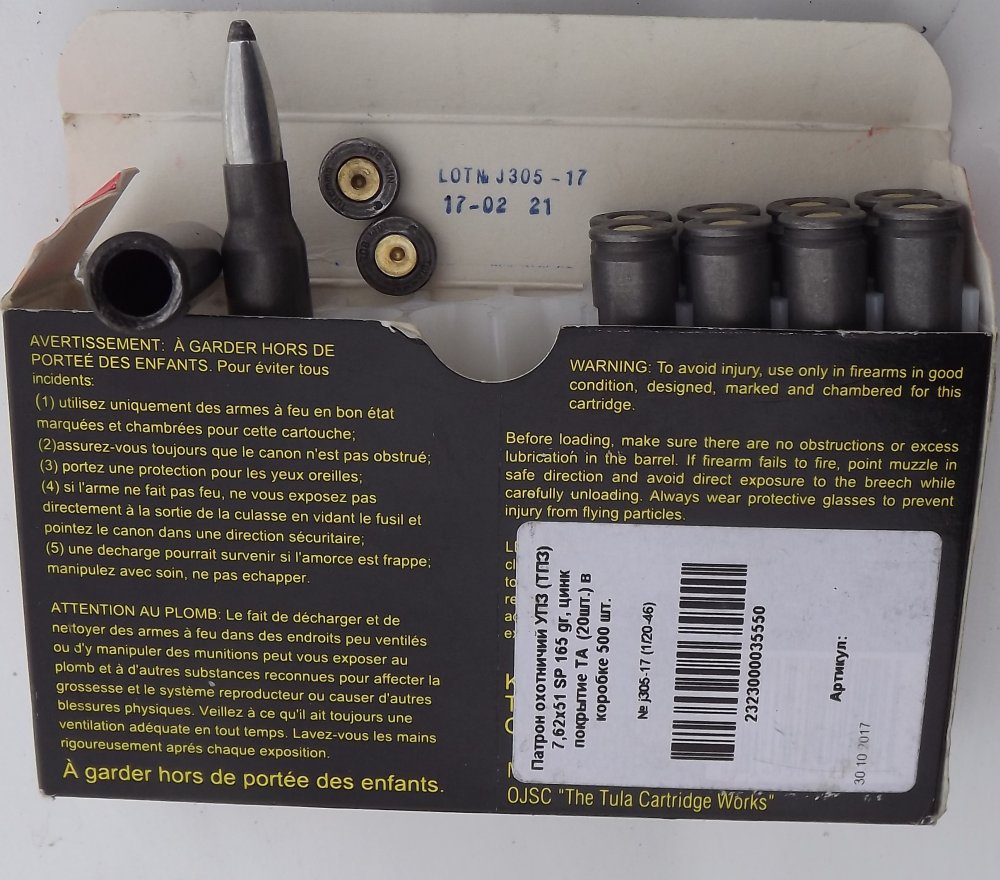 LOT№ J305-17
17-02 21
AVERTISSEMENT: À GARDER HORS DE
PORTEÉ DES ENFANTS. Pour éviter tous
incidents:
(1) utilisez uniquement des armes à feu en bon état
marquées et chambrées pour cette cartouche;
(2)assurez-vous toujours que le canon n'est pas obstrué;
(3) portez une protection pour les yeux oreilles;
(4) si l'arme ne fait pas feu, ne vous exposez pas
directement à la sortie de la culasse en vidant le fusil et
pointez le canon dans une direction sécuritaire;
(5) une decharge pourrait survenir si l'amorce est frappe;
manipulez avec soin, ne pas echapper.
ATTENTION AU PLOMB: Le fait de décharger et de
nettoyer des armes à feu dans des endroits peu ventilés
ou d'y manipuler des munitions peut vous exposer au
plomb et à d'autres substances reconnues pour affecter la
grossesse et le système reproducteur ou causer d'autres
blessures physiques. Veillez à ce qu'il ait toujours une
ventilation adéquate en tout temps. Lavez-vous les mains
rigoureusement aprés chaque exposition.
À garder hors de portée des enfants.
WARNING: To avoid injury, use only in firearms in good
condition, designed, marked and chambered for this
cartridge.
Before loading, make sure there are no obstructions or excess
lubrication in the barrel. If firearm fails to fire, point muzzle in
safe direction and avoid direct exposure to the breech while
carefully unloading. Always wear protective glasses to prevent
injury from flying particles.
Патрон охотничий УПЗ (ТПЗ)
7,62x51 SP 165 gr, цинк
покрытие ТА (20шт.) в
коробке 500 шт.
№ j305-17 (1/20-46)
2323000035550
Артикул:
30 10 2017
OJSC "The Tula Cartridge Works"